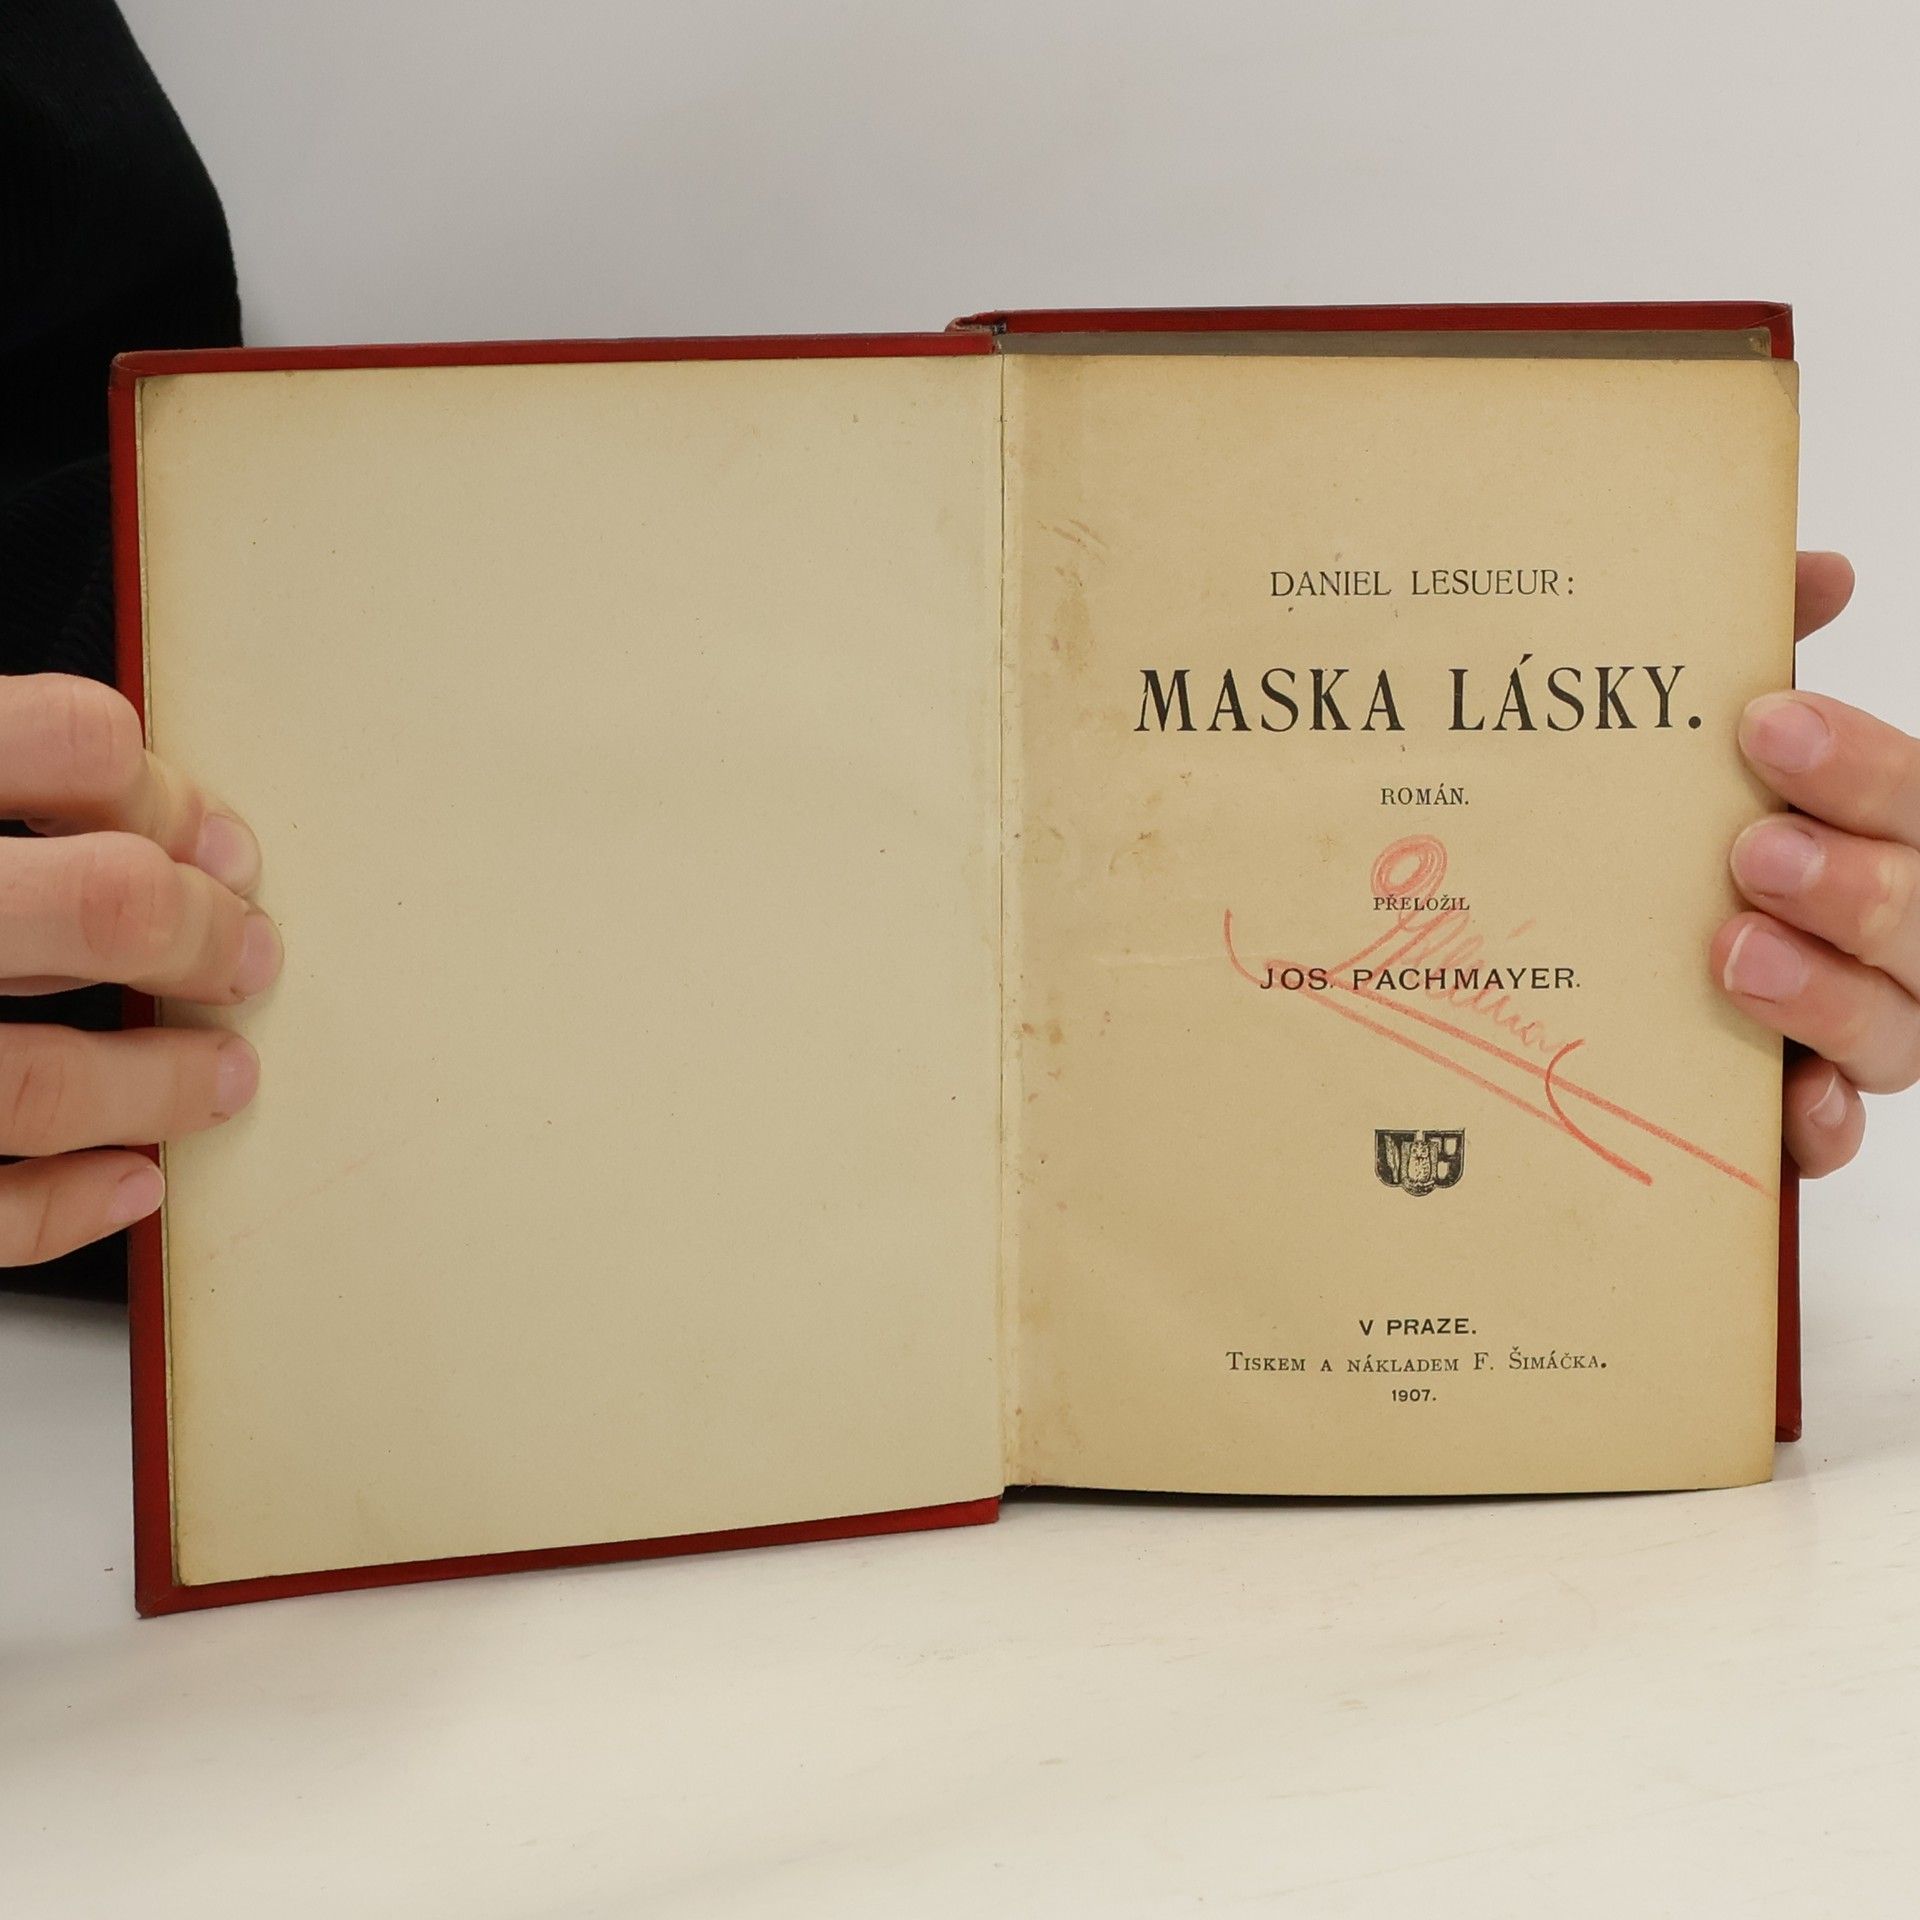 DANIEL LESUEUR:
MASKA LÁSKY.
ROMÁN.
PŘELOŽIL
JOS. PACHMAYER.
V PRAZE.
TISKEM A NÁKLADEM F. ŠIMÁČKA.
1907.